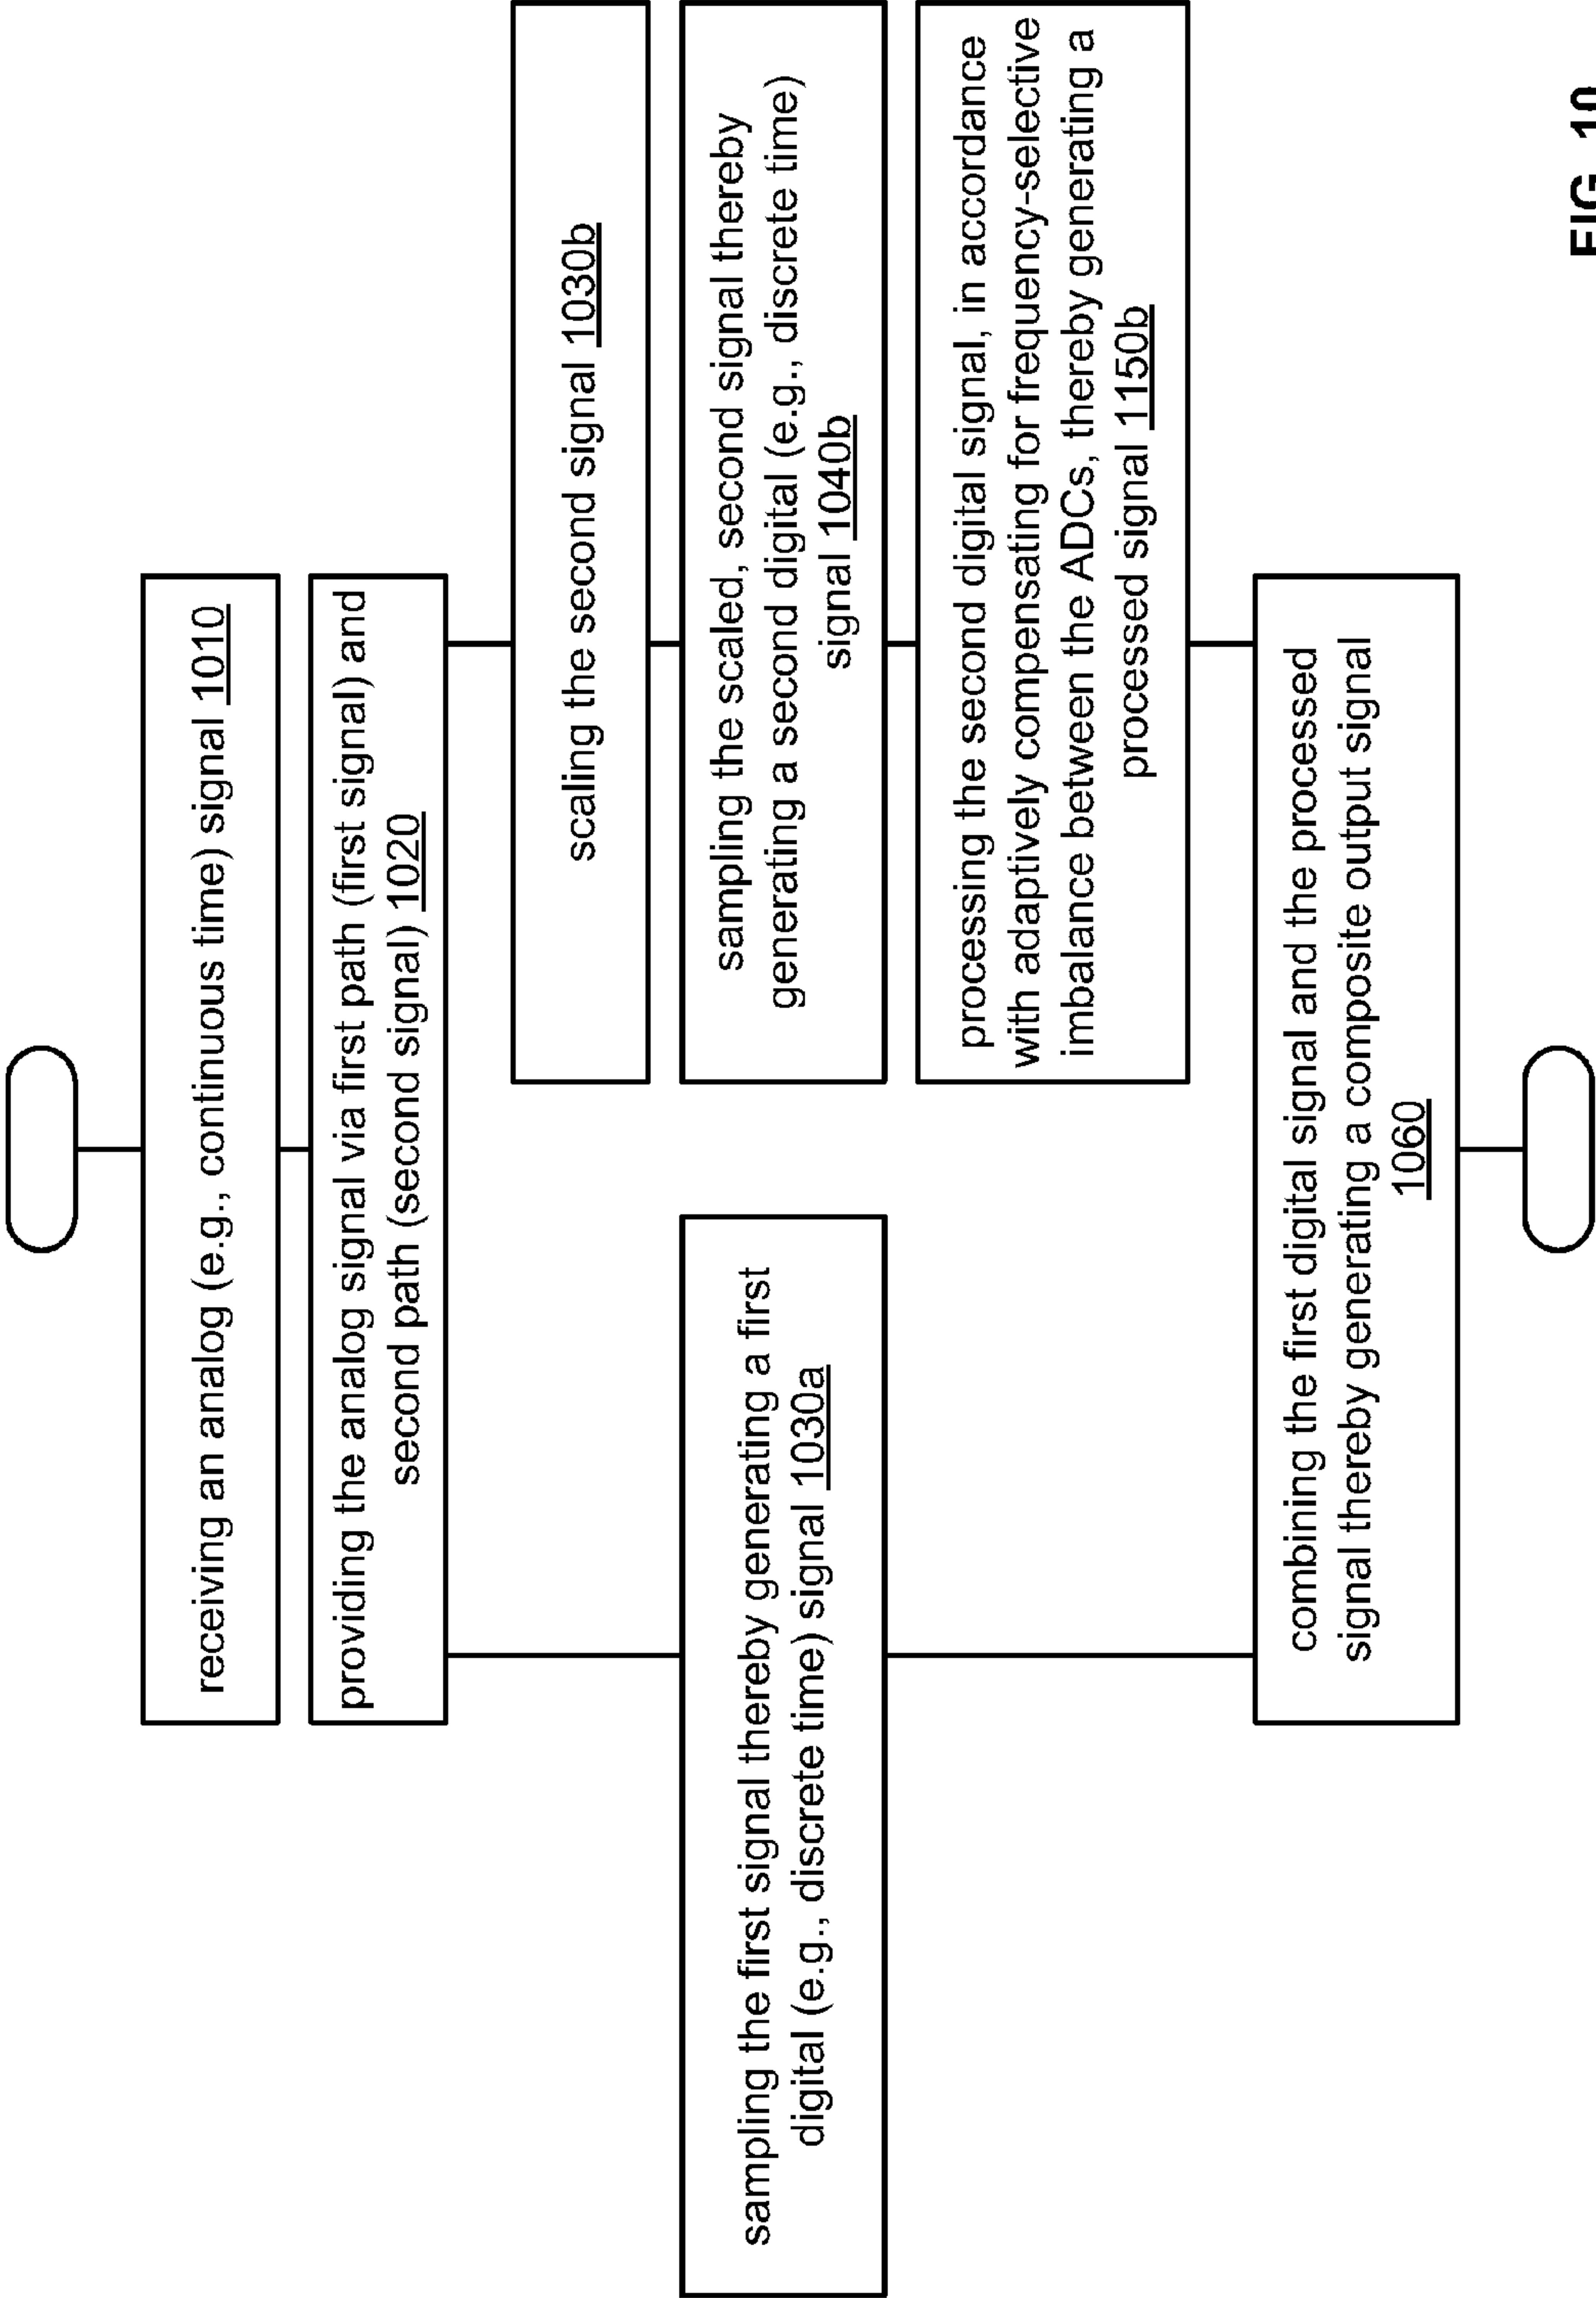 receiving an analog (e.g., continuous time) signal 1010
providing the analog signal via first path (first signal) and
second path (second signal) 1020
scaling the second signal 1030b
sampling the first signal thereby generating a first
digital (e.g., discrete time) signal 1030a
sampling the scaled, second signal thereby
generating a second digital (e.g., discrete time)
signal 1040b
processing the second digital signal, in accordance
with adaptively compensating for frequency-selective
imbalance between the ADCs, thereby generating a
processed signal 1150b
combining the first digital signal and the processed
signal thereby generating a composite output signal
1060
FIG. 10